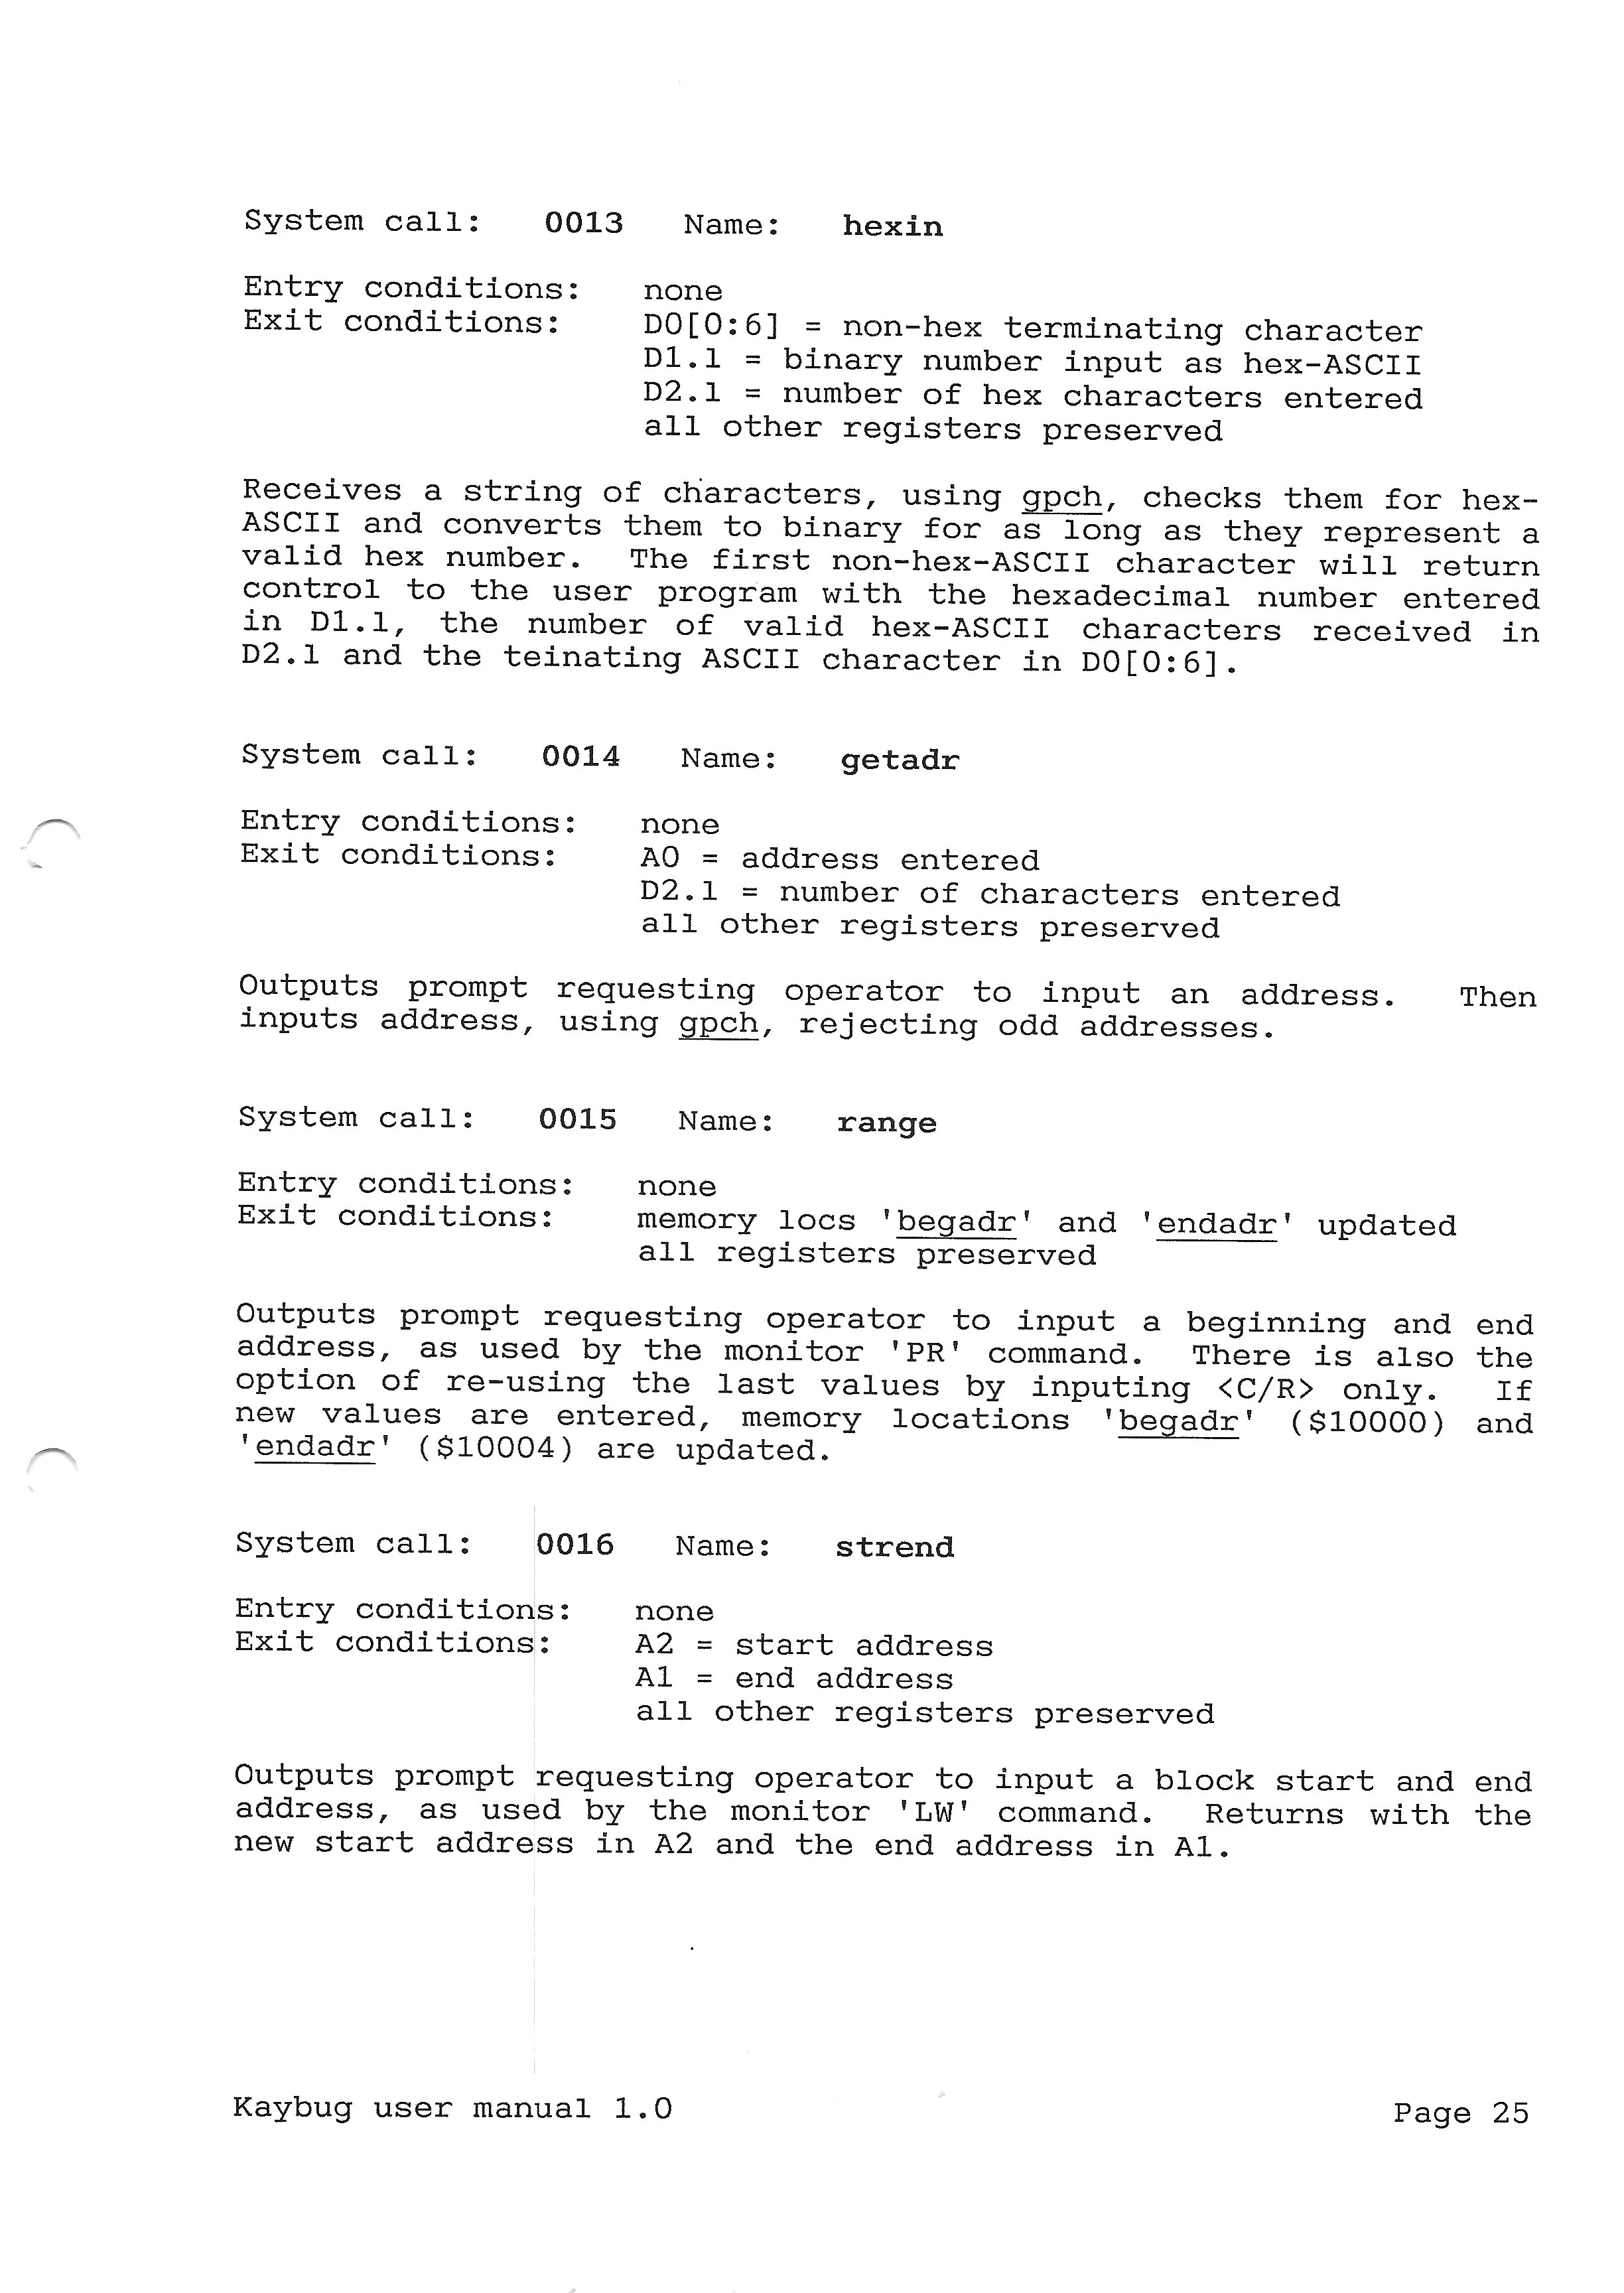 System call: 0013 Name: hexin
Entry conditions: none
Exit conditions: D0[0:6] = non-hex terminating character
D1.l = binary number input as hex-ASCII
D2.l = number of hex characters entered
all other registers preserved
Receives a string of characters, using gpch, checks them for hex-
ASCII and converts them to binary for as long as they represent a
valid hex number. The first non-hex-ASCII character will return
control to the user program with the hexadecimal number entered
in D1.l, the number of valid hex-ASCII characters received in
D2.l and the teinating ASCII character in D0[0:6].
System call: 0014 Name: getadr
Entry conditions: none
Exit conditions: A0 = address entered
D2.l = number of characters entered
all other registers preserved
Outputs prompt requesting operator to input an address. Then
inputs address, using gpch, rejecting odd addresses.
System call: 0015 Name: range
Entry conditions: none
Exit conditions: memory locs 'begadr' and 'endadr' updated
all registers preserved
Outputs prompt requesting operator to input a beginning and end
address, as used by the monitor 'PR' command. There is also the
option of re-using the last values by inputing <C/R> only. If
new values are entered, memory locations 'begadr' ($10000) and
'endadr' ($10004) are updated.
System call: 0016 Name: strend
Entry conditions: none
Exit conditions: A2 = start address
A1 = end address
all other registers preserved
Outputs prompt requesting operator to input a block start and end
address, as used by the monitor 'LW' command. Returns with the
new start address in A2 and the end address in A1.
Kaybug user manual 1.0 Page 25